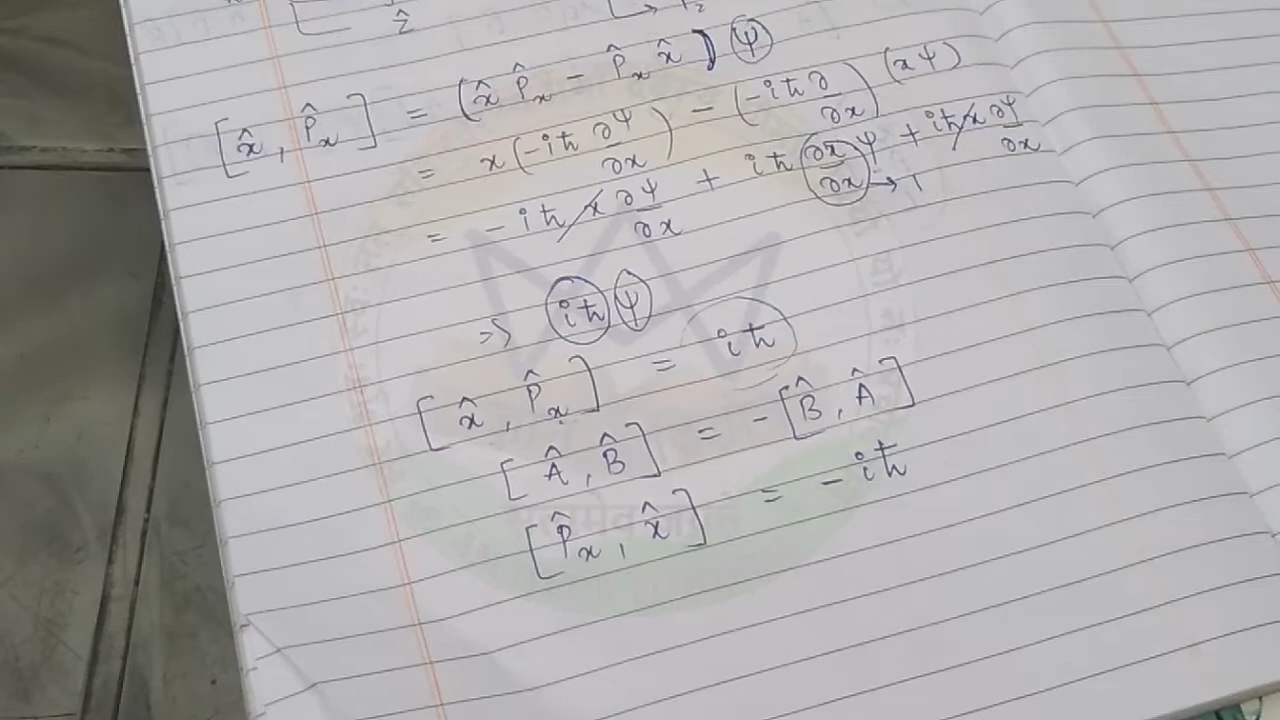 ẑ
[x̂, P̂ₓ] = (x̂ P̂ₓ - P̂ₓ x̂) ψ
= x(-iħ ∂ψ/∂x) - (-iħ ∂/∂x)(xψ)
= -iħ x ∂ψ/∂x + iħ ∂x/∂x ψ + iħ x ∂ψ/∂x
→ 1
⇒ iħ ψ
[x̂, P̂ₓ] = iħ
[Â, B̂] = -[B̂, Â]
[P̂ₓ, x̂] = -iħ